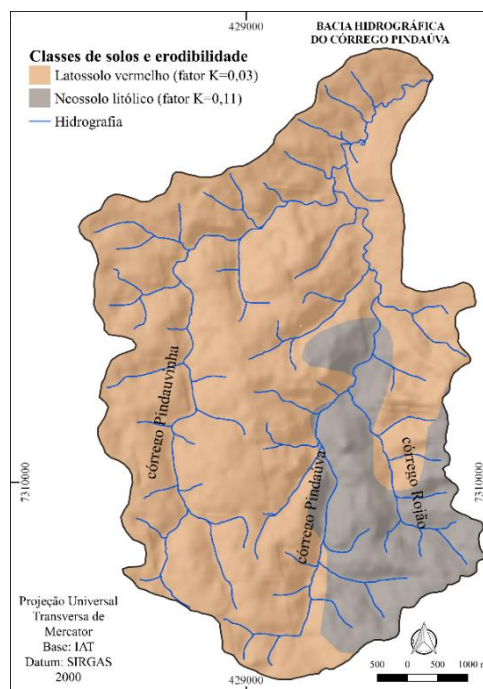 429000
BACIA HIDROGRÁFICA
DO CÓRREGO PINDAÚVA
Classes de solos e erodibilidade
Latossolo vermelho (fator K=0,03)
Neossolo litólico (fator K=0,11)
Hidrografia
córrego Pindauvinha
córrego Pindaúva
córrego Rojão
7310000
7310000
Projeção Universal
Transversa de
Mercator
Base: IAT
Datum: SIRGAS
2000
429000
500 0 500 1000 m